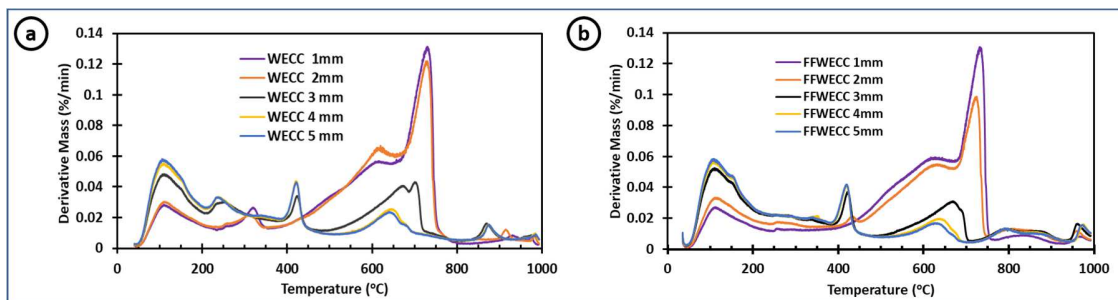 a
Derivative Mass (%/min)
0.14
0.12
0.1
0.08
0.06
0.04
0.02
0
WECC 1mm
WECC 2mm
WECC 3 mm
WECC 4 mm
WECC 5 mm
0 200 400 600 800 1000
Temperature (°C)
b
Derivative Mass (%/min)
0.14
0.12
0.1
0.08
0.06
0.04
0.02
0
FFWECC 1mm
FFWECC 2mm
FFWECC 3mm
FFWECC 4mm
FFWECC 5mm
0 200 400 600 800 1000
Temperature (°C)